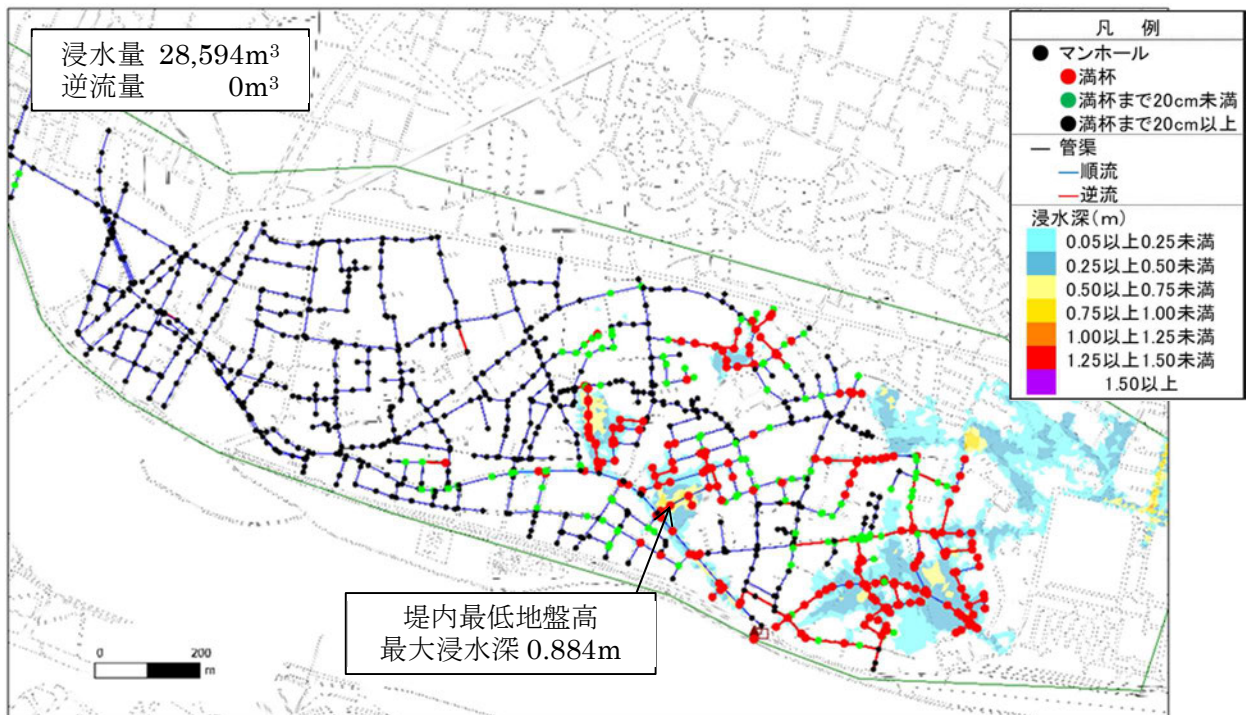 浸水量 28,594m³
逆流量 0m³
凡 例
マンホール
満杯
満杯まで20cm未満
満杯まで20cm以上
管渠
順流
逆流
浸水深(m)
0.05以上0.25未満
0.25以上0.50未満
0.50以上0.75未満
0.75以上1.00未満
1.00以上1.25未満
1.25以上1.50未満
1.50以上
堤内最低地盤高
最大浸水深 0.884m
0 200
m